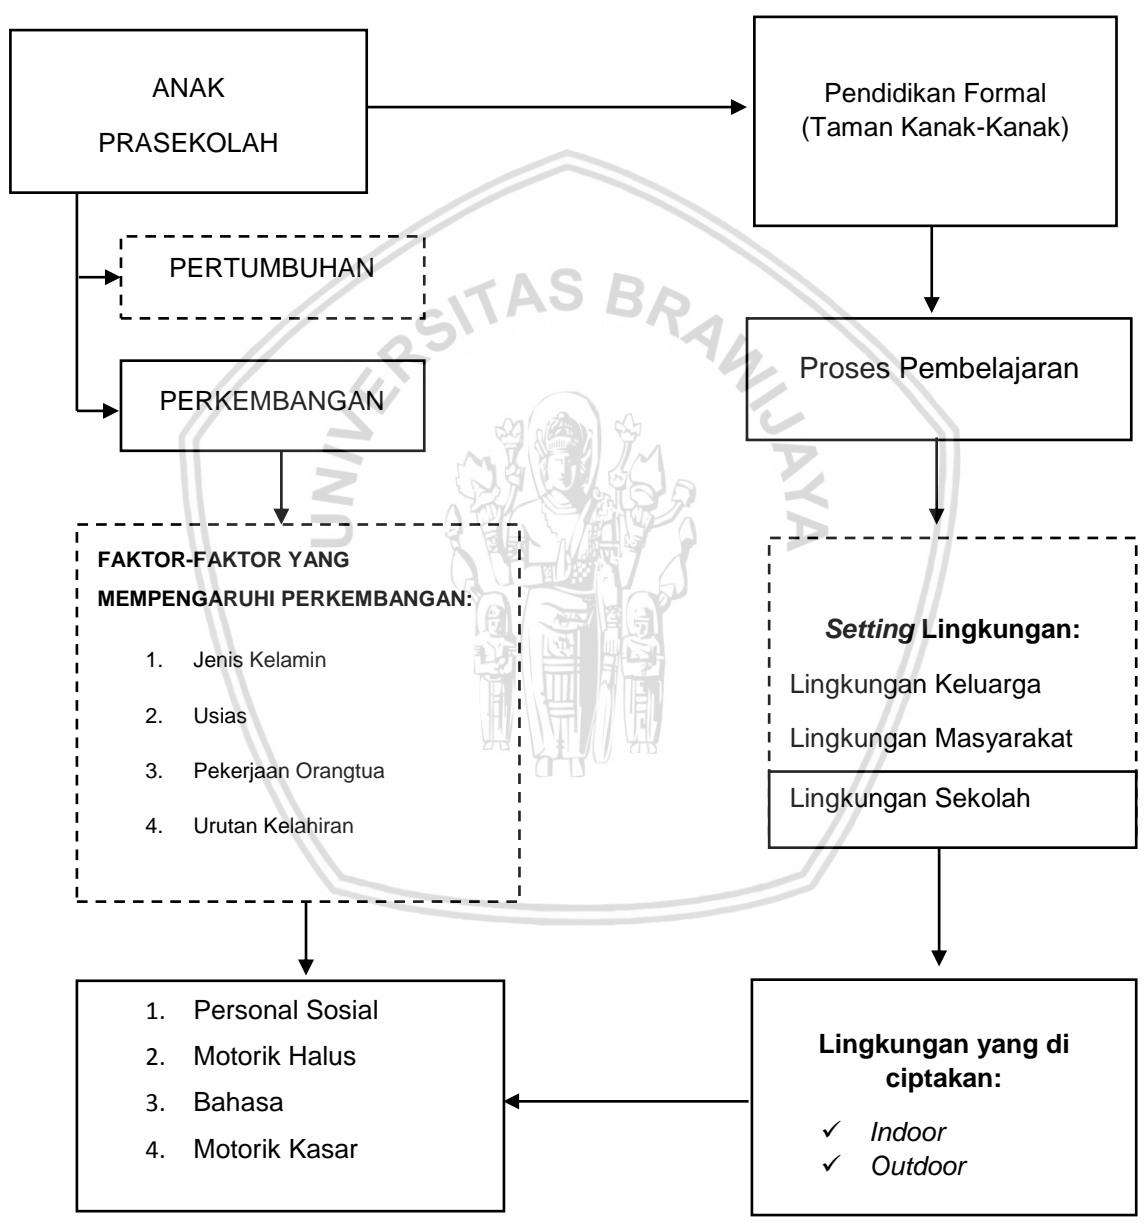 ANAK
PRASEKOLAH
Pendidikan Formal
(Taman Kanak-Kanak)
PERTUMBUHAN
PERKEMBANGAN
Proses Pembelajaran
UNIVERSITAS BRAWIJAYA
FAKTOR-FAKTOR YANG
MEMPENGARUHI PERKEMBANGAN:
1. Jenis Kelamin
2. Usias
3. Pekerjaan Orangtua
4. Urutan Kelahiran
Setting Lingkungan:
Lingkungan Keluarga
Lingkungan Masyarakat
Lingkungan Sekolah
1. Personal Sosial
2. Motorik Halus
3. Bahasa
4. Motorik Kasar
Lingkungan yang di
ciptakan:
✓ Indoor
✓ Outdoor